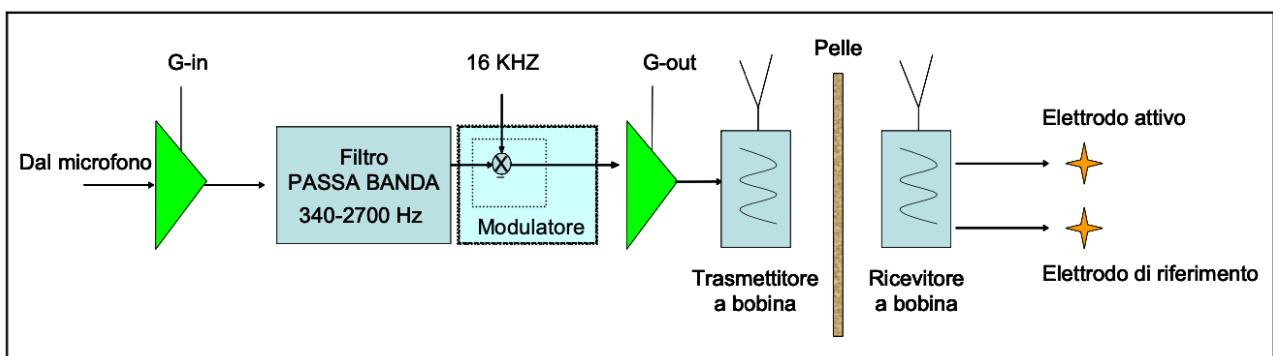 Dal microfono
G-in
Filtro
PASSA BANDA
340-2700 Hz
16 KHZ
X
Modulatore
G-out
Trasmettitore
a bobina
Pelle
Ricevitore
a bobina
Elettrodo attivo
Elettrodo di riferimento